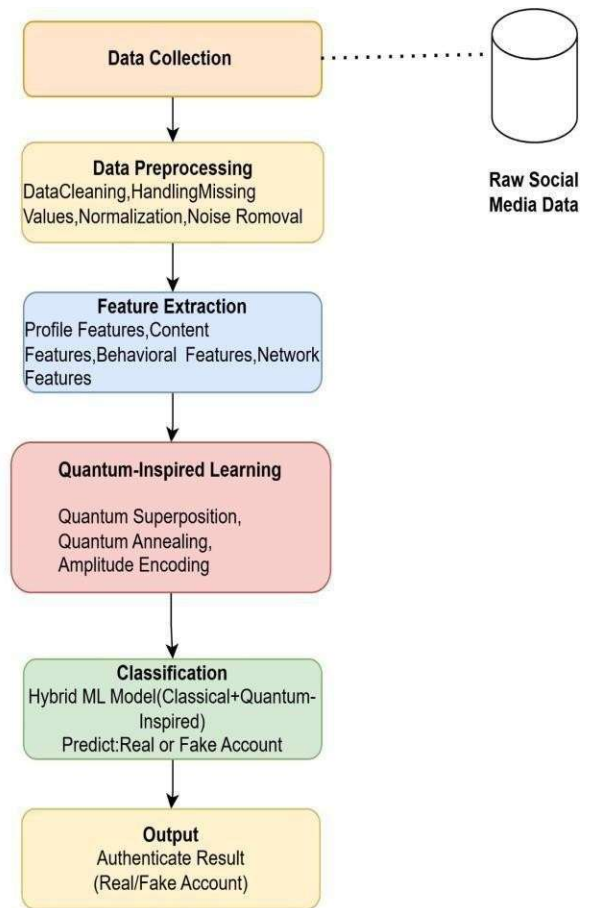 Data Collection
Raw Social
Media Data
Data Preprocessing
DataCleaning,HandlingMissing
Values,Normalization,Noise Romoval
Feature Extraction
Profile Features,Content
Features,Behavioral Features,Network
Features
Quantum-Inspired Learning
Quantum Superposition,
Quantum Annealing,
Amplitude Encoding
Classification
Hybrid ML Model(Classical+Quantum-
Inspired)
Predict:Real or Fake Account
Output
Authenticate Result
(Real/Fake Account)